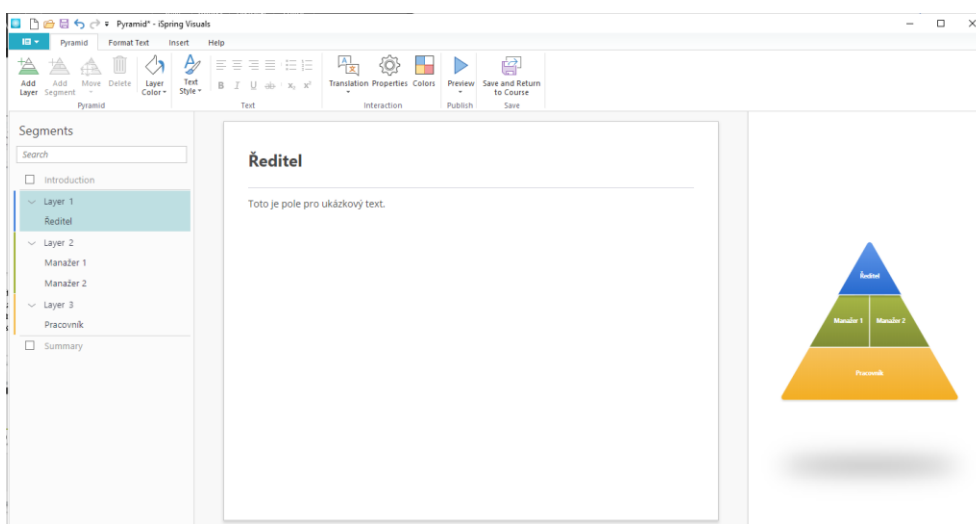 Pyramid* - iSpring Visuals
Pyramid Format Text Insert Help
Add Layer
Add Segment
Move
Delete
Layer Color
Text Style
B I U ab X₂ X²
Translation Properties Colors
Preview
Save and Return to Course
Pyramid Text Interaction Publish Save
Segments
Search
Introduction
Layer 1
Ředitel
Layer 2
Manažer 1
Manažer 2
Layer 3
Pracovník
Summary
Ředitel
Toto je pole pro ukázkový text.
Ředitel
Manažer 1 Manažer 2
Pracovník